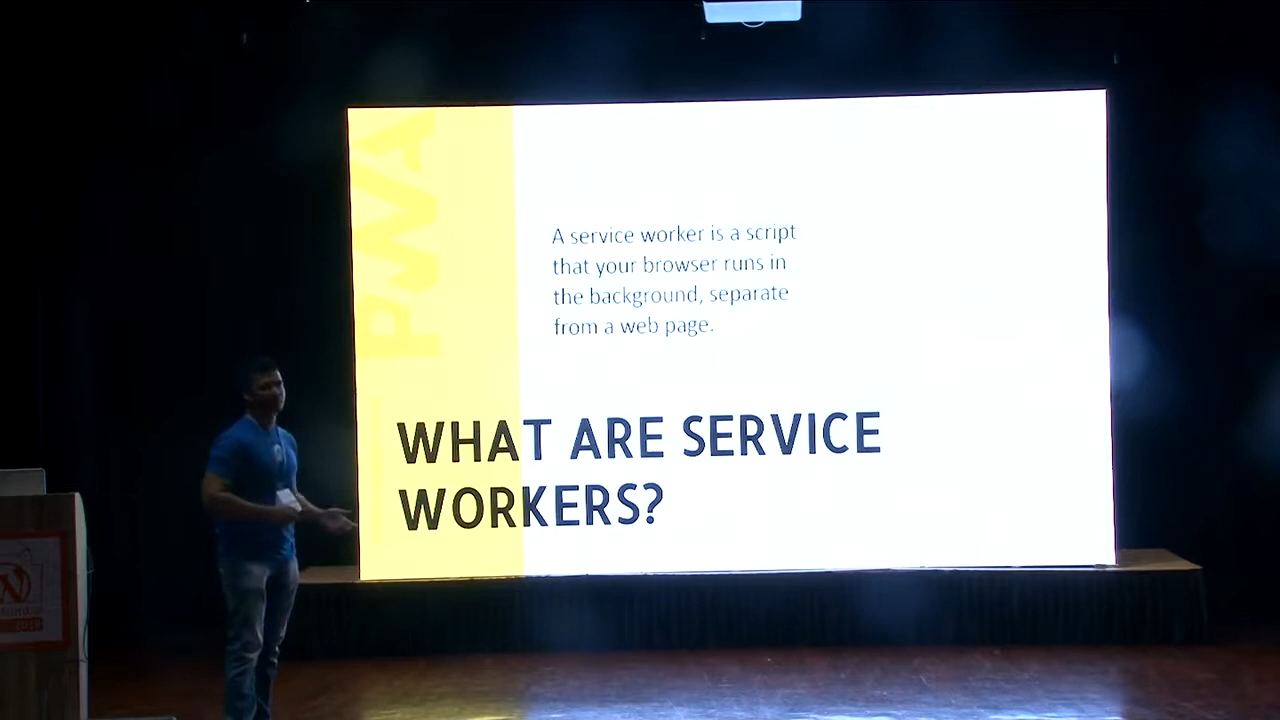 PWA
A service worker is a script
that your browser runs in
the background, separate
from a web page.
WHAT ARE SERVICE
WORKERS?